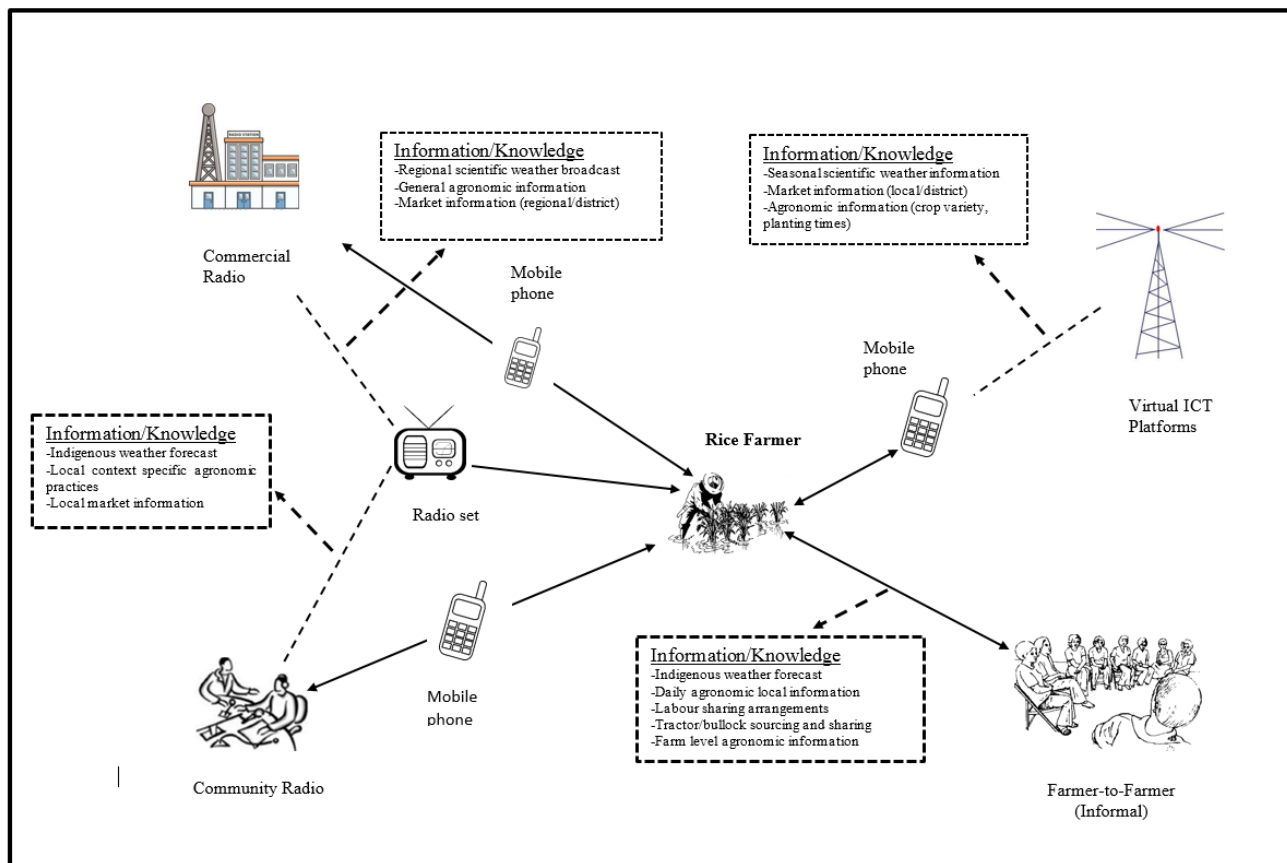 RADIO STATION
Information/Knowledge
-Regional scientific weather broadcast
-General agronomic information
-Market information (regional/district)
Information/Knowledge
-Seasonal scientific weather information
-Market information (local/district)
-Agronomic information (crop variety,
planting times)
Commercial
Radio
Mobile
phone
Mobile
phone
Virtual ICT
Platforms
Information/Knowledge
-Indigenous weather forecast
-Local context specific agronomic
practices
-Local market information
Rice Farmer
Radio set
Mobile
phone
Information/Knowledge
-Indigenous weather forecast
-Daily agronomic local information
-Labour sharing arrangements
-Tractor/bullock sourcing and sharing
-Farm level agronomic information
Community Radio
Farmer-to-Farmer
(Informal)